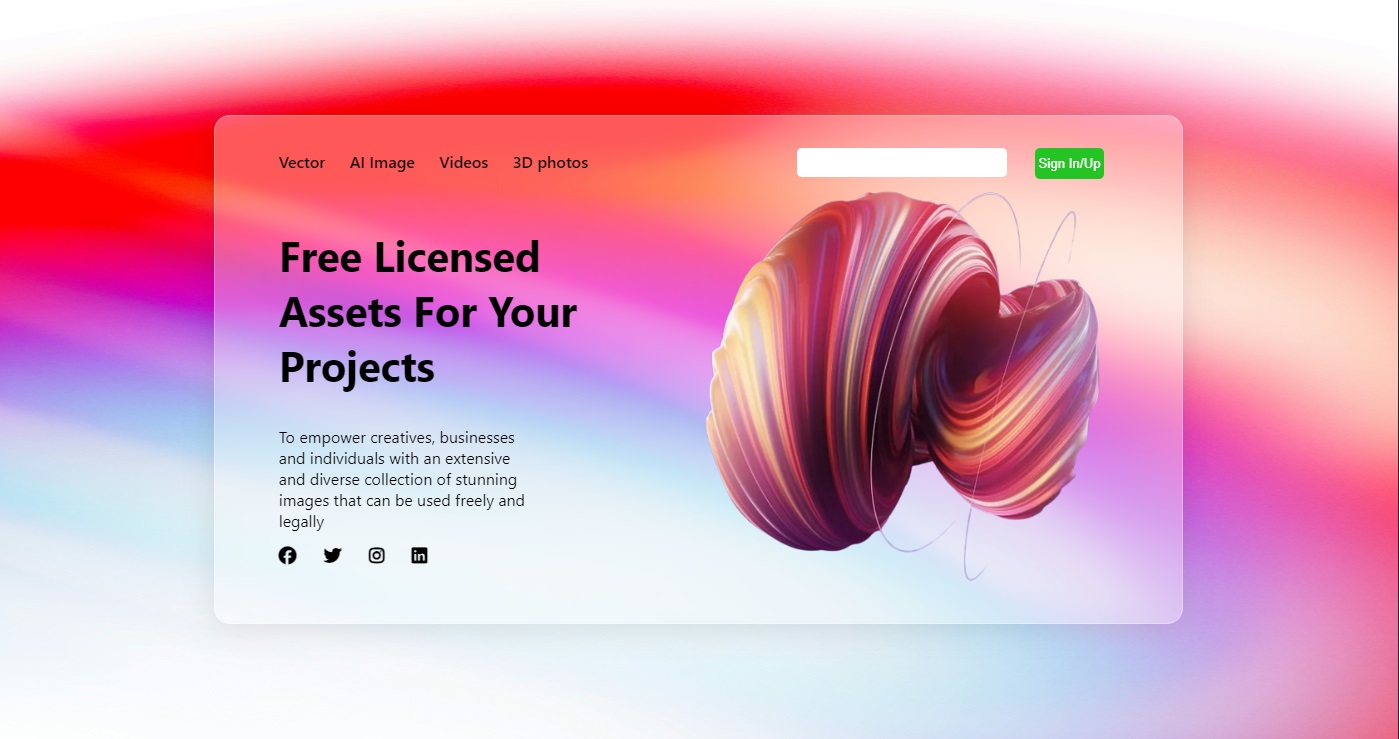 Vector AI Image Videos 3D photos Sign In/Up
Free Licensed
Assets For Your
Projects
To empower creatives, businesses
and individuals with an extensive
and diverse collection of stunning
images that can be used freely and
legally